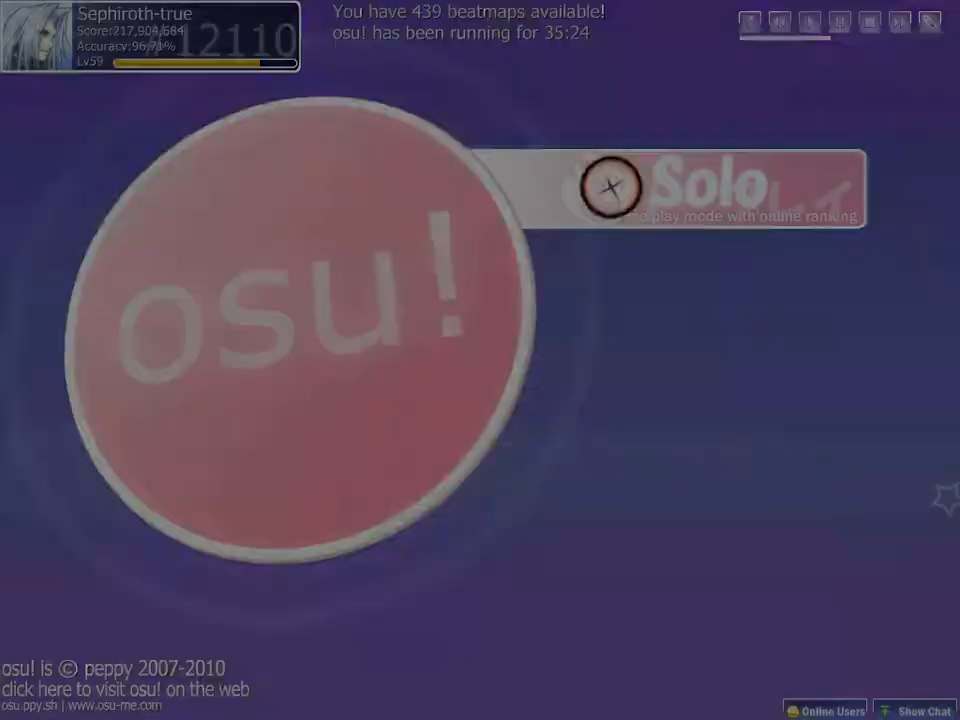 Sephiroth-true
Score:217,904,684
Accuracy:96,71%
Lv59
12110
You have 439 beatmaps available!
osu! has been running for 35:24
Solo
play mode with online ranking
osu!
osu! is © peppy 2007-2010
click here to visit osu! on the web
osu.ppy.sh | www.osu-me.com
Online Users
Show Chat